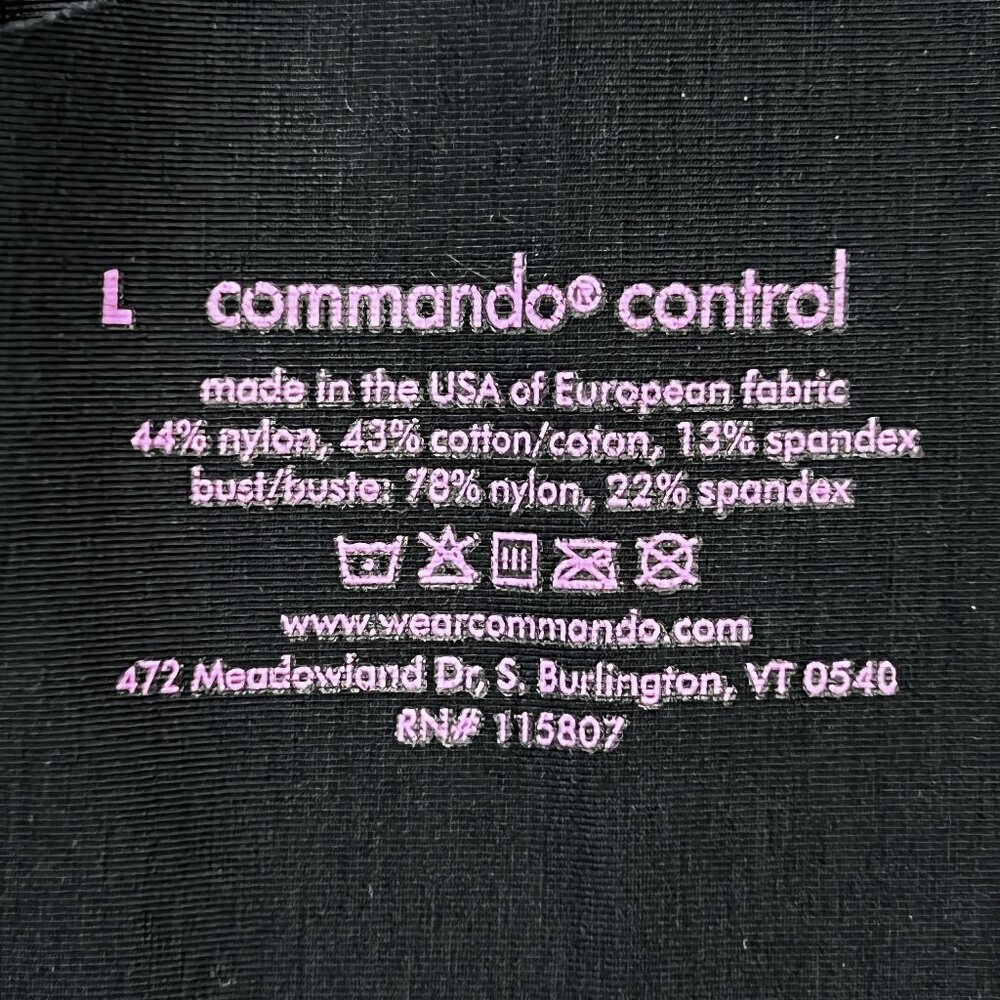 L commando® control
made in the USA of European fabric
44% nylon, 43% cotton/coton, 13% spandex
bust/buste: 78% nylon, 22% spandex
www.wearcommando.com
472 Meadowland Dr, S. Burlington, VT 0540
RN# 115807